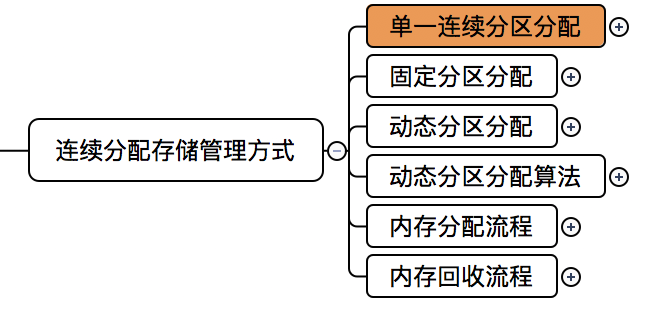 单一连续分区分配
固定分区分配
动态分区分配
连续分配存储管理方式
动态分区分配算法
内存分配流程
内存回收流程